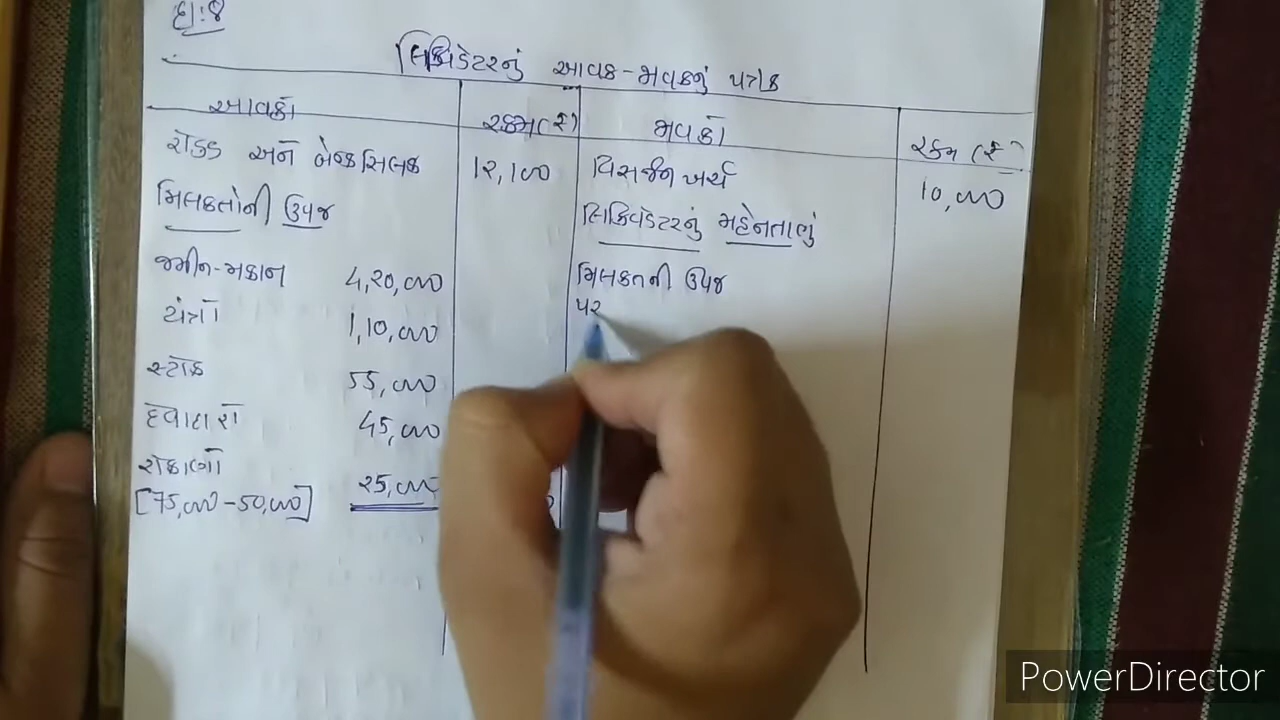 દા:૪
લિક્વિડેટરનું આવક-જાવકનું પત્રક
આવકો રકમ(₹) જાવકો રકમ (₹)
રોકડ અને બેન્ક સિલક 12,100 વિસર્જન ખર્ચ 10,000
મિલકતોની ઉપજ લિક્વિડેટરનું મહેનતાણું
જમીન-મકાન 4,20,000 મિલકતની ઉપજ
યંત્રો 1,10,000 પર
સ્ટોક 55,000
દેવાદારો 45,000
રોકાણો 25,000
[75,000-50,000]
PowerDirector